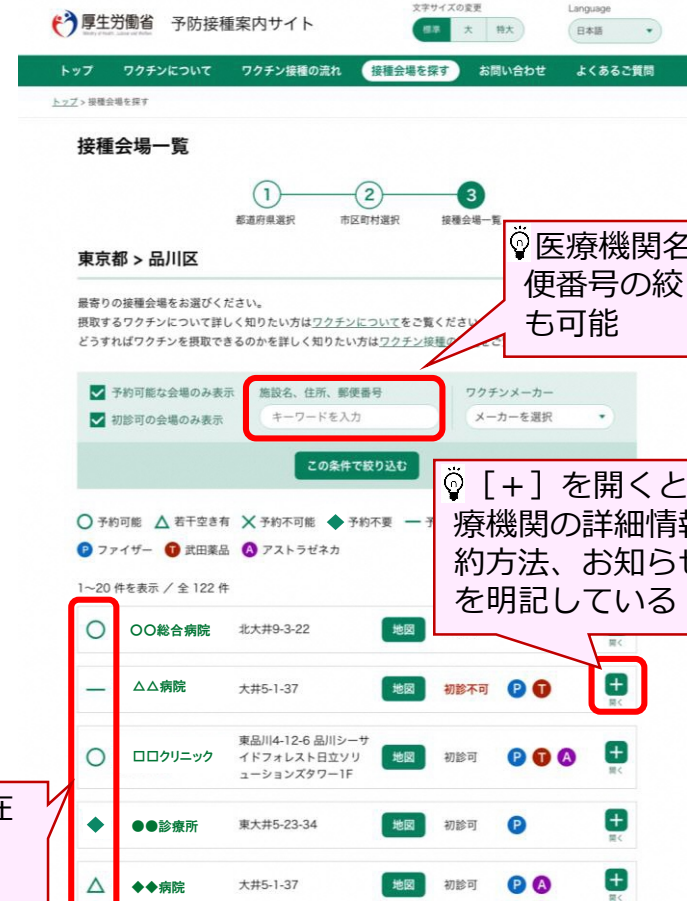 厚生労働省 予防接種案内サイト
文字サイズの変更
標準 大 特大
Language
日本語
トップ ワクチンについて ワクチン接種の流れ 接種会場を探す お問い合わせ よくあるご質問
トップ > 接種会場を探す
接種会場一覧
1 2 3
都道府県選択 市区町村選択 接種会場一覧
東京都 > 品川区
医療機関名
便番号の絞
も可能
最寄りの接種会場をお選びください。
摂取するワクチンについて詳しく知りたい方はワクチンについてをご覧ください
どうすればワクチンを摂取できるのかを詳しく知りたい方はワクチン接種の
予約可能な会場のみ表示
初診可の会場のみ表示
施設名、住所、郵便番号
キーワードを入力
ワクチンメーカー
メーカーを選択
この条件で絞り込む
[+]を開くと
療機関の詳細情報
約方法、お知らせ
を明記している
予約可能 若干空き有 予約不可能 予約不要
P ファイザー T 武田薬品 A アストラゼネカ
1〜20 件を表示 / 全 122 件
〇 〇〇総合病院 北大井9-3-22 地図 開く
― △△病院 大井5-1-37 地図 初診不可 P T + 開く
〇 口口クリニック 東品川4-12-6 品川シーサ
イドフォレスト日立ソリ
ューションズタワー1F 地図 初診可 P T A + 開く
◆ ●●診療所 東大井5-23-34 地図 初診可 P + 開く
△ ◆◆病院 大井5-1-37 地図 初診可 P A + 開く